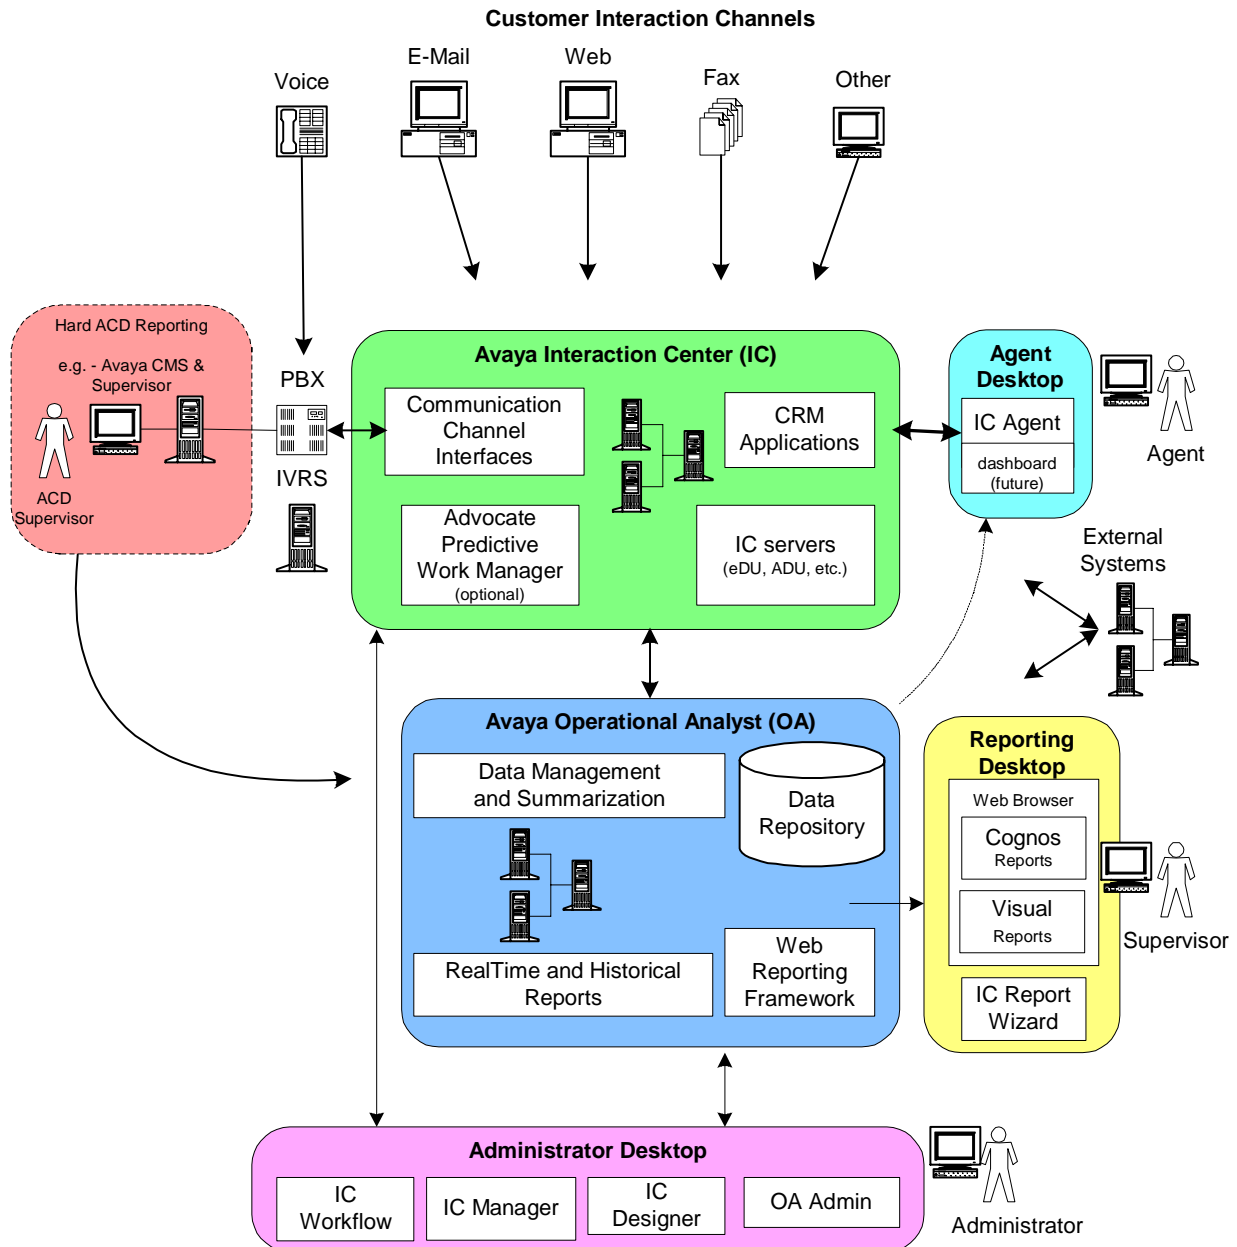 Customer Interaction Channels
Voice
E-Mail
Web
Fax
Other
Hard ACD Reporting
e.g. - Avaya CMS &
Supervisor
ACD
Supervisor
PBX
IVRS
Avaya Interaction Center (IC)
Communication
Channel
Interfaces
CRM
Applications
Advocate
Predictive
Work Manager
(optional)
IC servers
(eDU, ADU, etc.)
Agent
Desktop
IC Agent
dashboard
(future)
Agent
External
Systems
Avaya Operational Analyst (OA)
Data Management
and Summarization
Data
Repository
RealTime and Historical
Reports
Web
Reporting
Framework
Reporting
Desktop
Web Browser
Cognos
Reports
Visual
Reports
IC Report
Wizard
Supervisor
Administrator Desktop
IC
Workflow
IC Manager
IC
Designer
OA Admin
Administrator